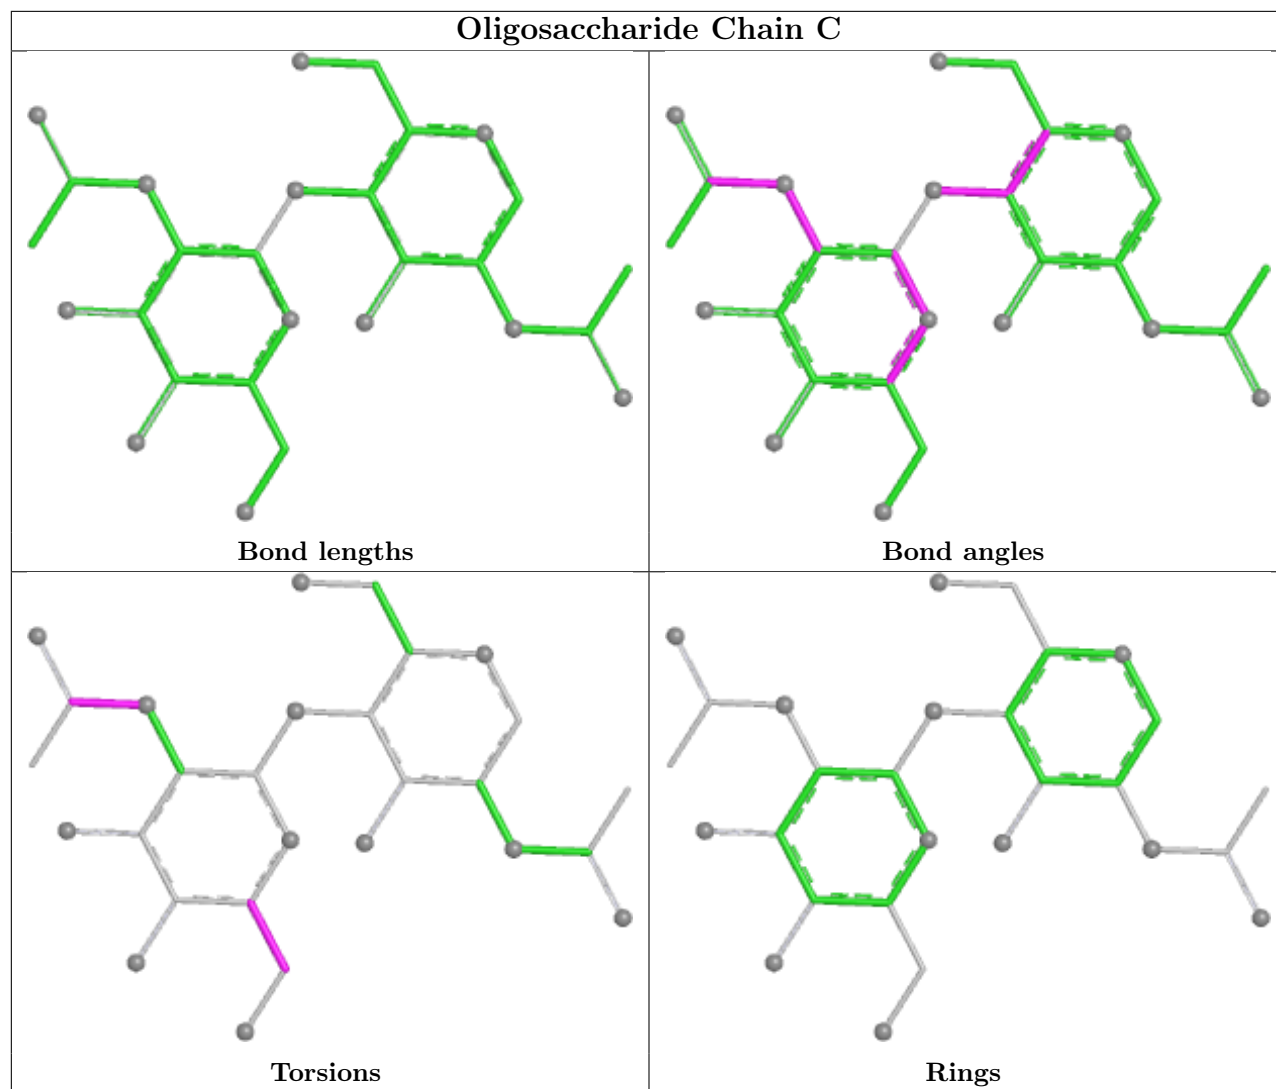 Oligosaccharide Chain C
Bond lengths
Bond angles
Torsions
Rings